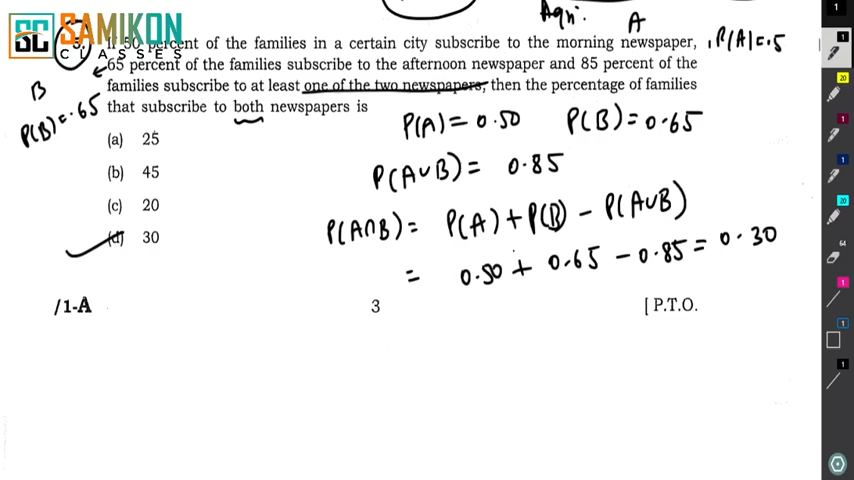 Agn:
A
SC SAMIKON
CLASSES
If 50 percent of the families in a certain city subscribe to the morning newspaper, , P(A)=.5
65 percent of the families subscribe to the afternoon newspaper and 85 percent of the
families subscribe to at least one of the two newspapers, then the percentage of families
B
that subscribe to both newspapers is
P(B)=.65
P(A) = 0.50 P(B) = 0.65
(a) 25
P(A∪B) = 0.85
(b) 45
(c) 20
P(A∩B) = P(A) + P(B) - P(A∪B)
(d) 30
= 0.50 + 0.65 - 0.85 = 0.30
/1-A 3 [ P.T.O.
1
1
20
1
1
20
64
1
1
1